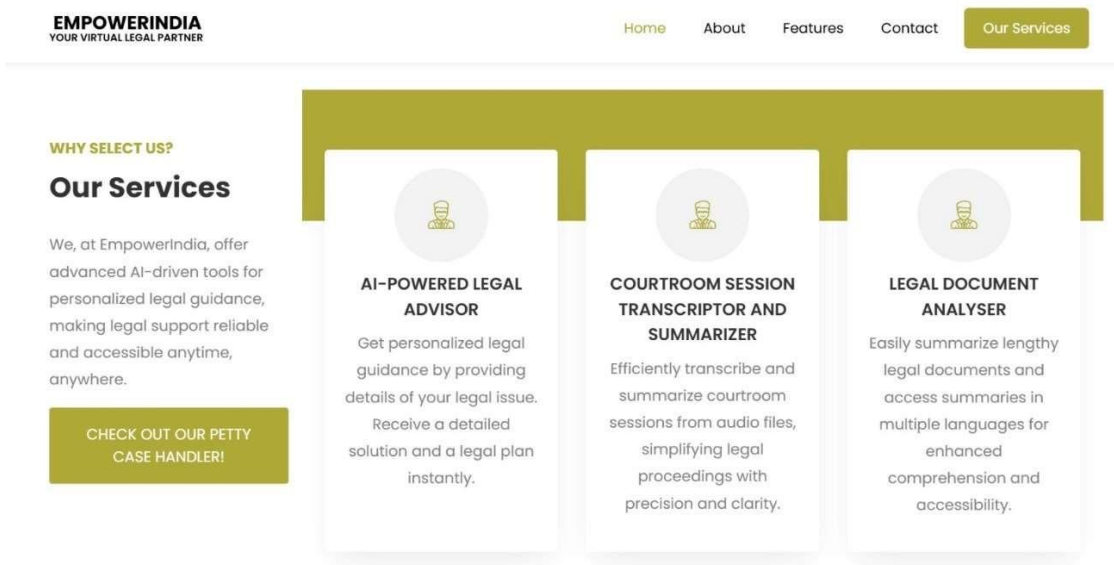 EMPOWERINDIA
YOUR VIRTUAL LEGAL PARTNER
Home
About
Features
Contact
Our Services
WHY SELECT US?
Our Services
We, at EmpowerIndia, offer
advanced AI-driven tools for
personalized legal guidance,
making legal support reliable
and accessible anytime,
anywhere.
CHECK OUT OUR PETTY
CASE HANDLER!
AI-POWERED LEGAL
ADVISOR
Get personalized legal
guidance by providing
details of your legal issue.
Receive a detailed
solution and a legal plan
instantly.
COURTROOM SESSION
TRANSCRIPTOR AND
SUMMARIZER
Efficiently transcribe and
summarize courtroom
sessions from audio files,
simplifying legal
proceedings with
precision and clarity.
LEGAL DOCUMENT
ANALYSER
Easily summarize lengthy
legal documents and
access summaries in
multiple languages for
enhanced
comprehension and
accessibility.